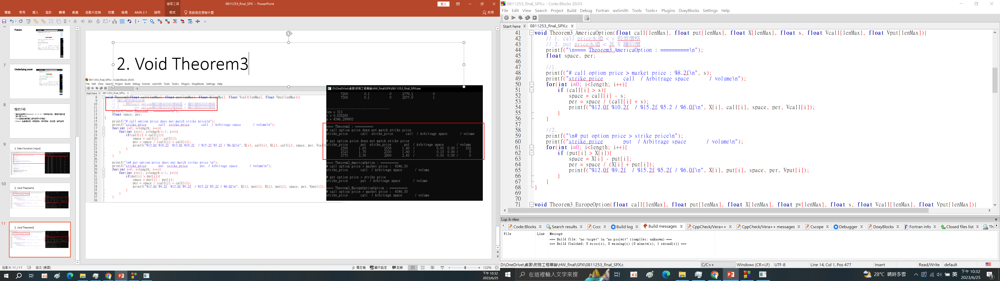 繪圖工具
0811253_final_SPX - PowerPoint
登入
檔案 常用 插入 設計 轉場 動畫 投影片放映 校閱 檢視 AMA 2.1 說明 格式 告訴我您想做什麼 共用
Future
7
Underlying asset
8
程式介紹
9
1. Main function (input)
10
2. Void Theorem2
11
2. Void Theorem3
2. Void Theorem3
0811253_final_SPX.c - Code::Blocks 20.03
File Edit View Search Project Build Debug Fortran wxSmith Tools Tools+ Plugins DoxyBlocks Settings Help
Start here 0811253_final_SPX.c
8 void Theorem2(float call[lenMax], float put[lenMax], float X[lenMax], float Vcall[lenMax], float Vput[lenMax]){
9
10
11
12 printf("==== Theorem2 : ==========\n");
13 float space, per;
14
15 printf("# call option price does not match strike price\n");
16 printf("strike_price call strike_price call / Arbitrage space / volume\n");
17 for(int i=0; i<length; i++){
18 for(int j=i+1; j<length-i-1; j++){
19 if(call[i] < call[j]){
20 space = call[j] - call[i];
21 per = space / (call[j] + call[i]);
22 printf("%12.0f %10.2f %12.0f %10.2f / %15.2f %5.2f / %6.0f\n", X[i], call[i], X[j], call[j], space, per, Vcall
23 }
24 }
25 }
26
27 printf("\n# put option price does not match strike price \n");
28 printf("strike_price put strike_price put / Arbitrage space / volume\n");
29 for(int i=0; i<length; i++){
30 for(int j=i+1; j<length-i-1; j++){
31 if(put[i] > put[j]){
32 space = put[i] - put[j];
33 per = space / (call[j] + call[i]);
34 printf("%12.0f %9.2f %12.0f %9.2f / %15.2f %5.2f / %6.0f\n", X[i], put[i], X[j], put[j], space, per, Vput[i]);
35 }
36 }
37 }
38
D:\OneDrive\桌面\財務工程導論\HW_final\SPX\0811253_final_SPX.exe
7200 0.1 0 2779.2 0
7300 0.1 0 2877.9 1
-----------------------------------
len = 313
r = 0.038200
s = 4346.299805
==== Theorem2 : ==========
# call option price does not match strike price
strike_price call strike_price call / Arbitrage space / volume
# put option price does not match strike price
strike_price put strike_price put / Arbitrage space / volume
2500 1.65 2550 1.60 / 0.05 0.00 / 102
2525 1.70 2550 1.60 / 0.10 0.00 / 0
2775 2.50 2800 2.45 / 0.05 0.00 / 0
==== Theorem3_AmericaOption : ==========
# call option price > market price : 4346.30
strike_price call / Arbitrage space / volume
# put option price > strike price
strike_price put / Arbitrage space / volume
==== Theorem3_EuropeOptionOption : ==========
# call option price > market price : 4346.30
strike_price call / Arbitrage space / volume
投影片 11 / 11 英文 (美國) 備忘稿 顯示設定 註解 122%
下午 10:32
2023/6/25
0811253_final_SPX.c - Code::Blocks 20.03
File Edit View Search Project Build Debug Fortran wxSmith Tools Tools+ Plugins DoxyBlocks Settings Help
Start here 0811253_final_SPX.c
41 void Theorem3_AmericaOption(float call[lenMax], float put[lenMax], float X[lenMax], float s, float Vcall[lenMax], float Vput[lenMax]){
42 // 1. call price永遠 < s 股票價格
43 // 2. put price永遠 < 其 X 履約價
44 printf("\n==== Theorem3_AmericaOption : ==========\n");
45 float space, per;
46
47 //1.
48 printf("# call option price > market price : %8.2f\n", s);
49 printf("strike_price call / Arbitrage space / volume\n");
50 for(int i=0; i<length; i++){
51 if (call[i] > s){
52 space = call[i] - s;
53 per = space / (call[i] + s);
54 printf("%12.0f %10.2f / %15.2f %5.2 / %6.0f\n", X[i], call[i], space, per, Vcall[i]);
55 }
56 }
57
58 //2.
59 printf("\n# put option price > strike price\n");
60 printf("strike_price put / Arbitrage space / volume\n");
61 for(int i=0; i<length; i++){
62 if (put[i] > X[i]){
63 space = X[i] - put[i];
64 per = space / (X[i] + put[i]);
65 printf("%12.0f %9.2f / %15.2f %5.2f / %6.0f\n", X[i], put[i], space, per, Vput[i]);
66 }
67 }
68 }
69
70
71 void Theorem3_EuropeOption(float call[lenMax], float put[lenMax], float X[lenMax], float pv[lenMax], float s, float Vcall[lenMax], float Vput[lenMax]){
Logs & others
Code::Blocks Search results Cccc Build log Build messages CppCheck/Vera++ CppCheck/Vera++ messages Cscope Debugger DoxyBlocks Fortran info Closed files list Th
File Line Message
=== Build file: "no target" in "no project" (compiler: unknown) ===
=== Build finished: 0 error(s), 0 warning(s) (0 minute(s), 1 second(s)) ===
D:\OneDrive\桌面\財務工程導論\HW_final\SPX\0811253_final_SPX.c C/C++ Windows (CR+LF) UTF-8 Line 14, Col 1, Pos 477 Insert Read/Write default
在這裡輸入文字來搜
28°C 晴時多雲
英
下午 10:32
2023/6/25